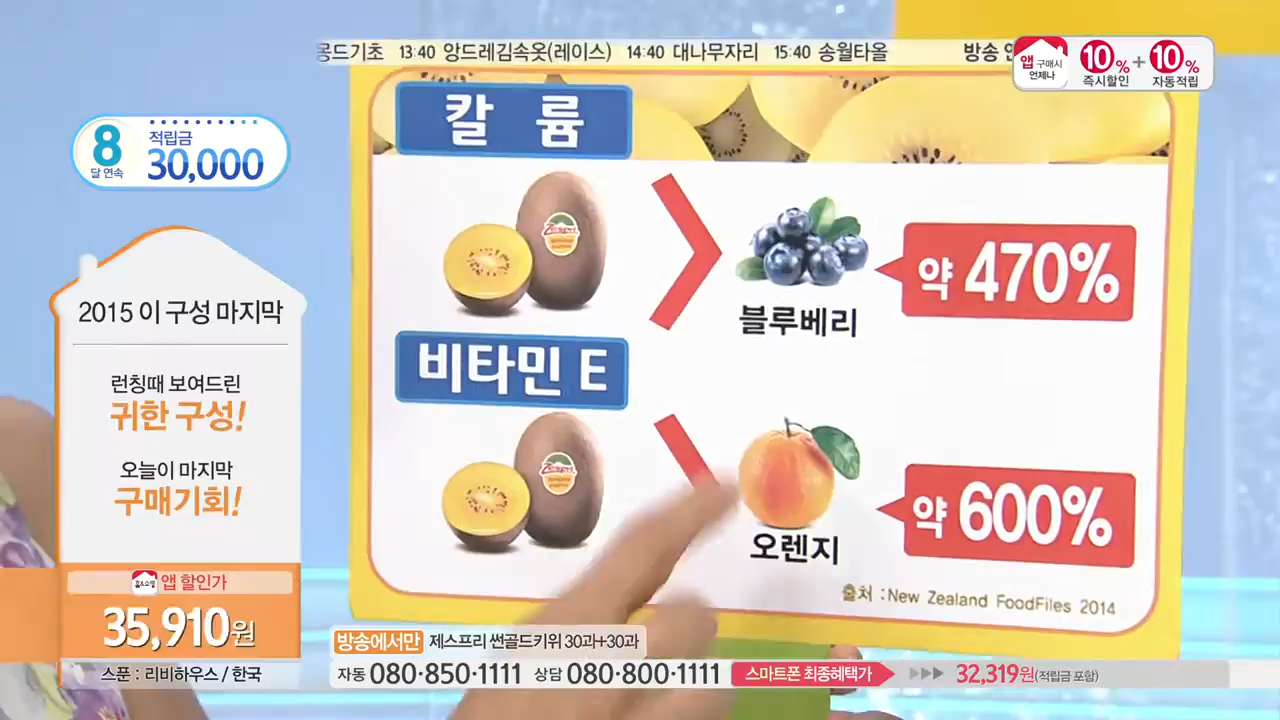 몽드기초 13:40 앙드레김속옷(레이스) 14:40 대나무자리 15:40 송월타올 방송
앱 구매시 언제나
10% 즉시할인 + 10% 자동적립
8 달 연속
적립금
30,000
2015 이 구성 마지막
런칭때 보여드린
귀한 구성!
오늘이 마지막
구매기회!
홈&쇼핑 앱 할인가
35,910원
스푼 : 리비하우스 / 한국
칼 륨
Zespri
블루베리
약 470%
비타민 E
Zespri
오렌지
약 600%
출처 : New Zealand FoodFiles 2014
방송에서만 제스프리 썬골드키위 30과+30과
자동 080·850·1111 상담 080·800·1111 스마트폰 최종혜택가 32,319원(적립금 포함)